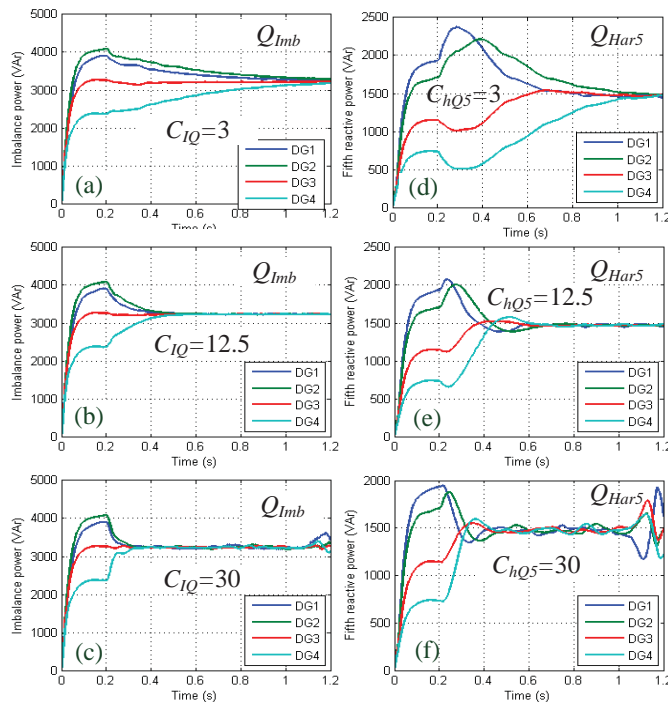 5000
4000
3000
2000
1000
0
Imbalance power (VAr)
Q_Imb
C_IQ=3
DG1
DG2
DG3
DG4
(a)
0 0.2 0.4 0.6 0.8 1 1.2
Time (s)
2500
2000
1500
1000
500
0
Fifth reactive power (VAr)
Q_Har5
C_hQ5=3
DG1
DG2
DG3
DG4
(d)
0 0.2 0.4 0.6 0.8 1 1.2
Time (s)
5000
4000
3000
2000
1000
0
Imbalance power (VAr)
Q_Imb
C_IQ=12.5
DG1
DG2
DG3
DG4
(b)
0 0.2 0.4 0.6 0.8 1 1.2
Time (s)
2500
2000
1500
1000
500
0
Fifth reactive power (VAr)
Q_Har5
C_hQ5=12.5
DG1
DG2
DG3
DG4
(e)
0 0.2 0.4 0.6 0.8 1 1.2
Time (s)
5000
4000
3000
2000
1000
0
Imbalance power (VAr)
Q_Imb
C_IQ=30
DG1
DG2
DG3
DG4
(c)
0 0.2 0.4 0.6 0.8 1 1.2
Time (s)
2000
1500
1000
500
0
Fifth reactive power (VAr)
Q_Har5
C_hQ5=30
DG1
DG2
DG3
DG4
(f)
0 0.2 0.4 0.6 0.8 1 1.2
Time (s)